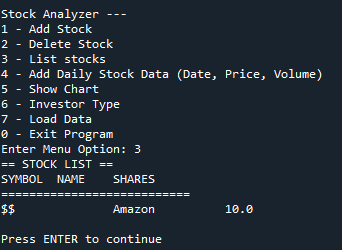 Stock Analyzer ---
1 - Add Stock
2 - Delete Stock
3 - List stocks
4 - Add Daily Stock Data (Date, Price, Volume)
5 - Show Chart
6 - Investor Type
7 - Load Data
0 - Exit Program
Enter Menu Option: 3
== STOCK LIST ==
SYMBOL  NAME    SHARES
===========================
$$              Amazon          10.0
Press ENTER to continue